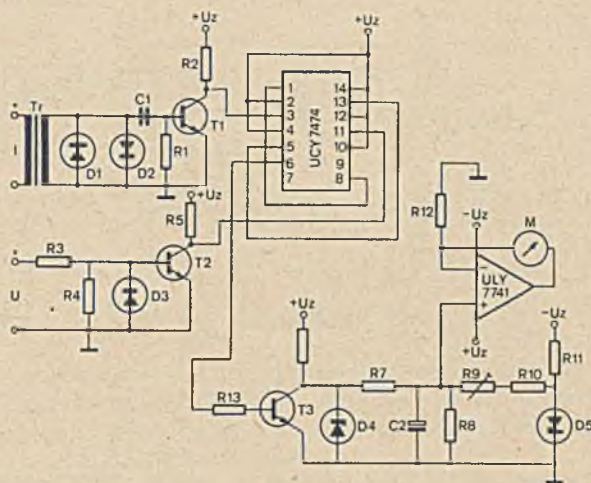 +Uz
+Uz
R2
Tr
C1
T1
I
D1
D2
R1
1
2
3
4
5
6
7
UCY 7474
14
13
12
11
10
9
8
+Uz
R5
R3
T2
U
R4
D3
R12
-Uz
M
-
ULY
7741
+
+Uz
-Uz
+Uz
R11
R7
R9
R10
R13
T3
D4
C2
R8
D5